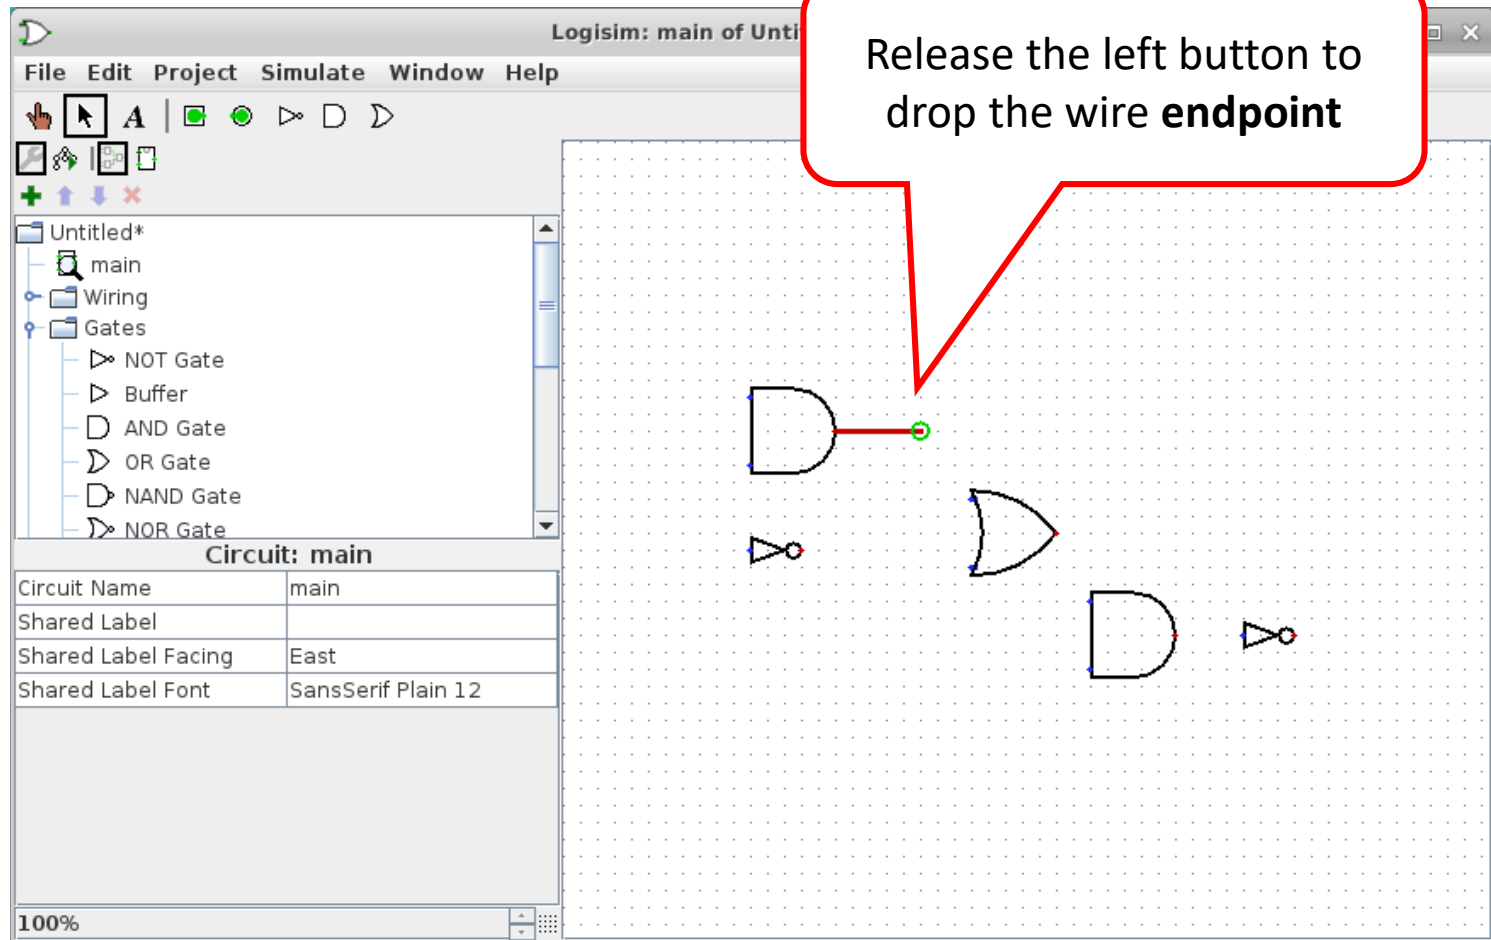 Logisim: main of Unti
Release the left button to
drop the wire endpoint
File Edit Project Simulate Window Help
A
Untitled*
main
Wiring
Gates
NOT Gate
Buffer
AND Gate
OR Gate
NAND Gate
NOR Gate
Circuit: main
Circuit Name main
Shared Label
Shared Label Facing East
Shared Label Font SansSerif Plain 12
100%